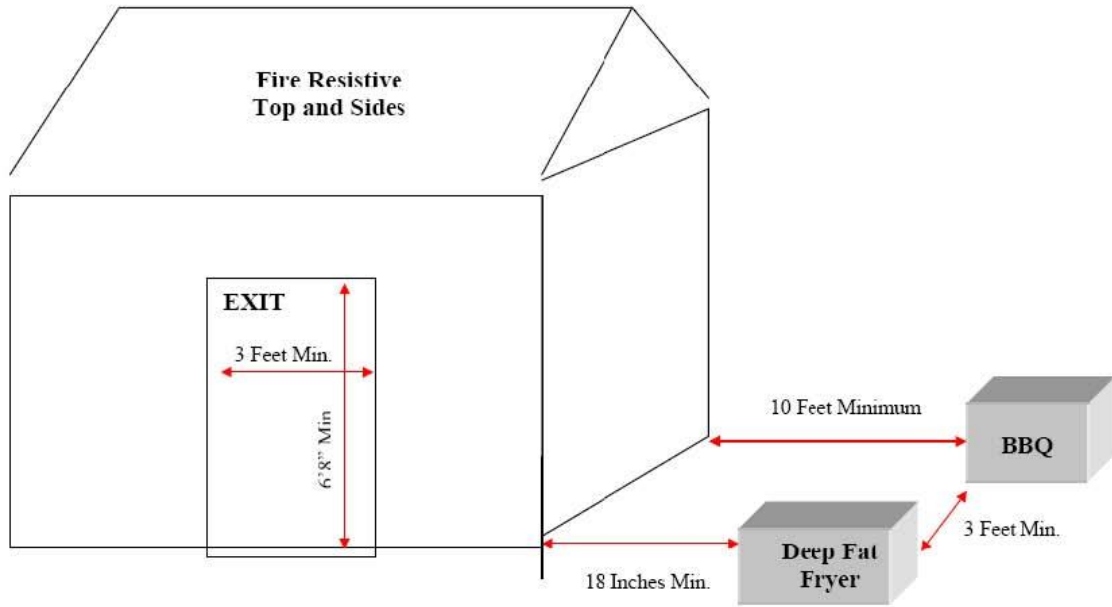 Fire Resistive
Top and Sides
EXIT
3 Feet Min.
6’8” Min
10 Feet Minimum
BBQ
3 Feet Min.
Deep Fat
Fryer
18 Inches Min.